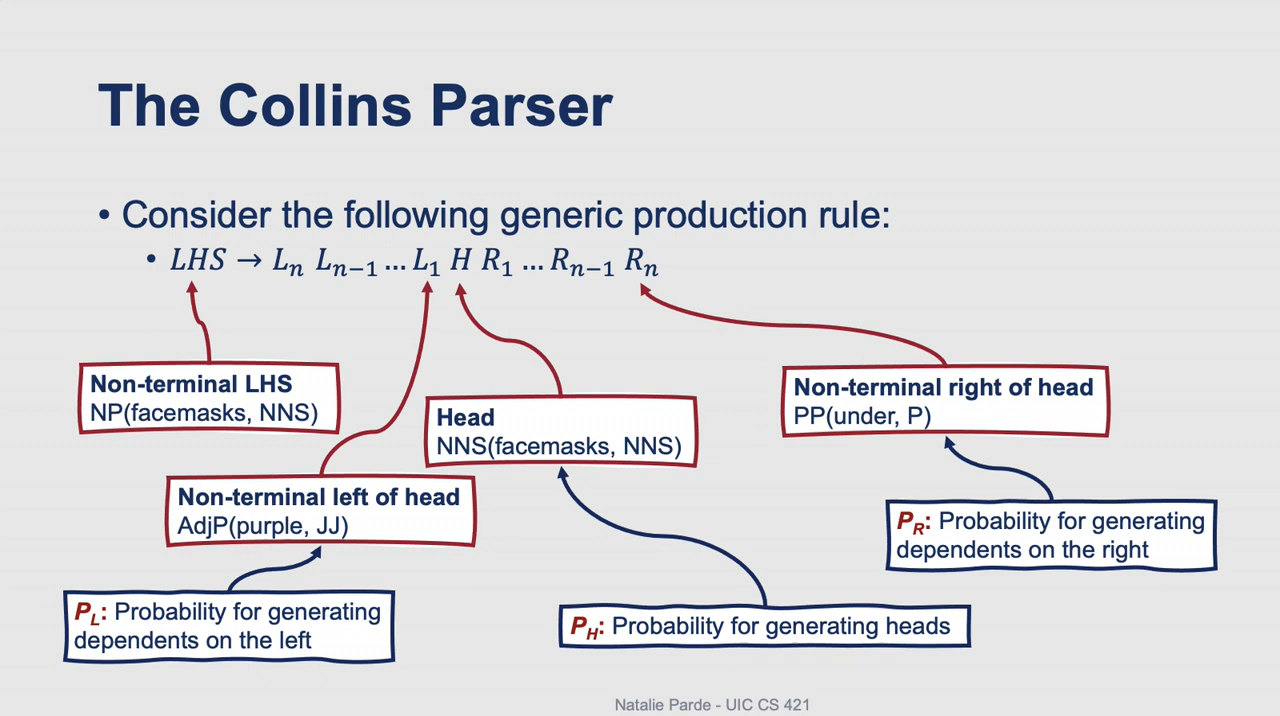 The Collins Parser
• Consider the following generic production rule:
• LHS → Lₙ Lₙ₋₁ … L₁ H R₁ … Rₙ₋₁ Rₙ
Non-terminal LHS
NP(facemasks, NNS)
Non-terminal left of head
AdjP(purple, JJ)
Head
NNS(facemasks, NNS)
Non-terminal right of head
PP(under, P)
P_L: Probability for generating
dependents on the left
P_H: Probability for generating heads
P_R: Probability for generating
dependents on the right
Natalie Parde - UIC CS 421